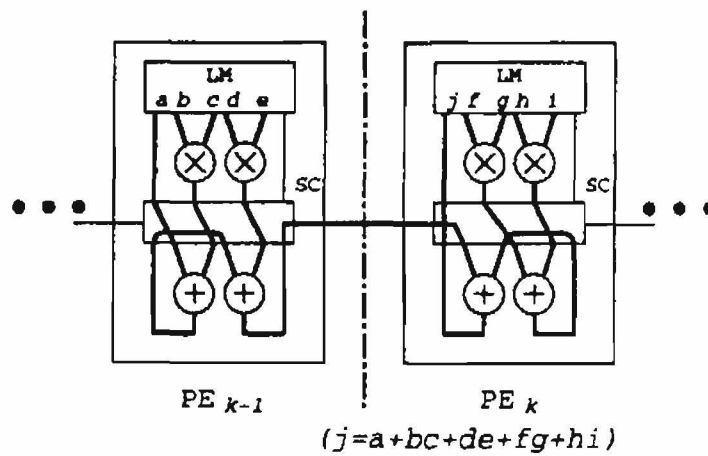 LM
a b c d e
SC
PE k-1
LM
j f g h i
SC
PE k
(j=a+bc+de+fg+hi)